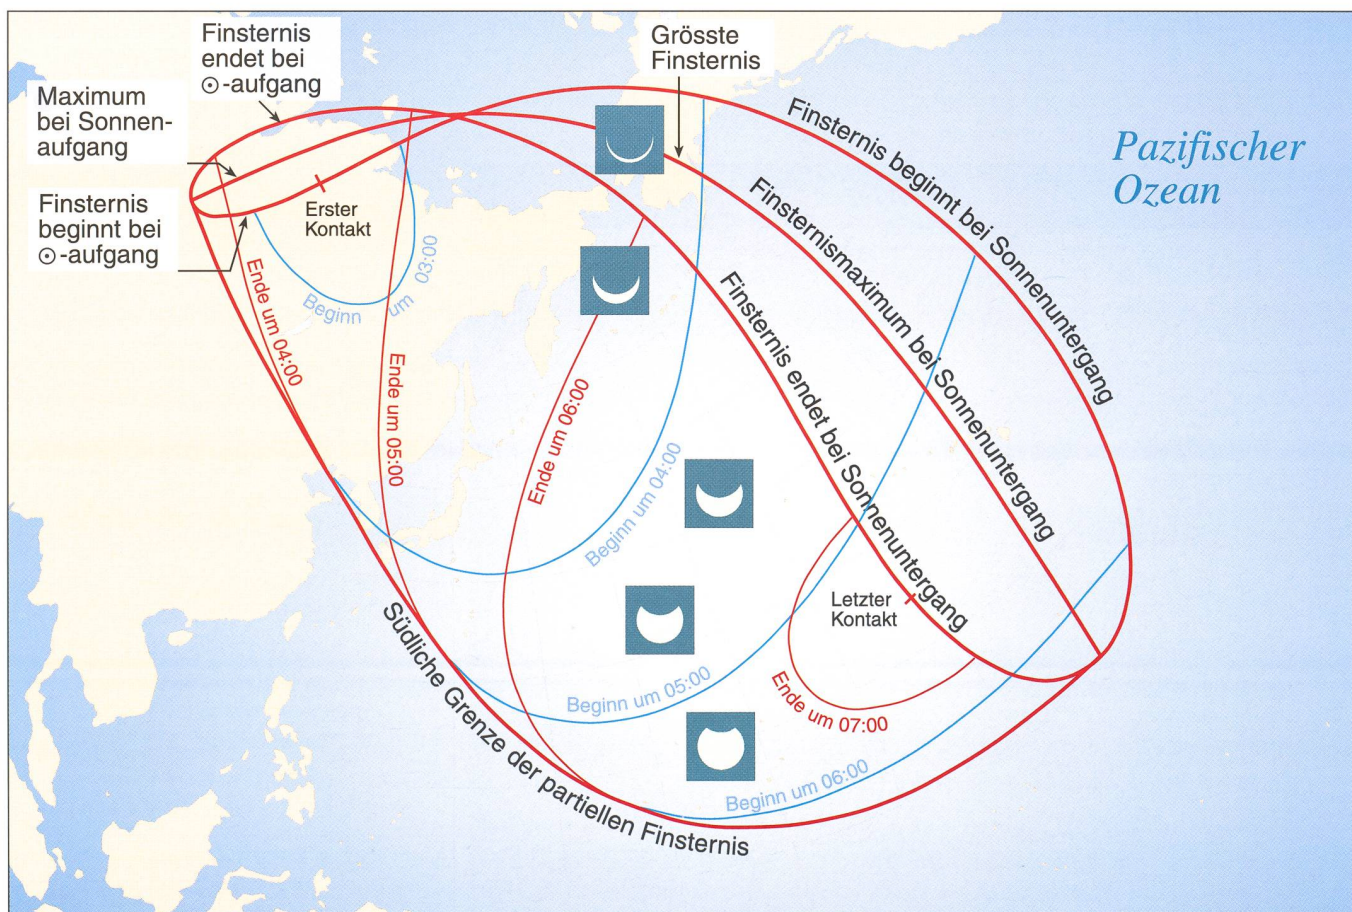 Finsternis
endet bei
⊙-aufgang
Maximum
bei Sonnen-
aufgang
Finsternis
beginnt bei
⊙-aufgang
Erster
Kontakt
Grösste
Finsternis
Pazifischer
Ozean
Finsternis beginnt bei Sonnenuntergang
Finsternismaximum bei Sonnenuntergang
Finsternis endet bei Sonnenuntergang
Beginn um 03:00
Ende um 04:00
Ende um 05:00
Ende um 06:00
Beginn um 04:00
Letzter
Kontakt
Beginn um 05:00
Ende um 07:00
Beginn um 06:00
Südliche Grenze der partiellen Finsternis